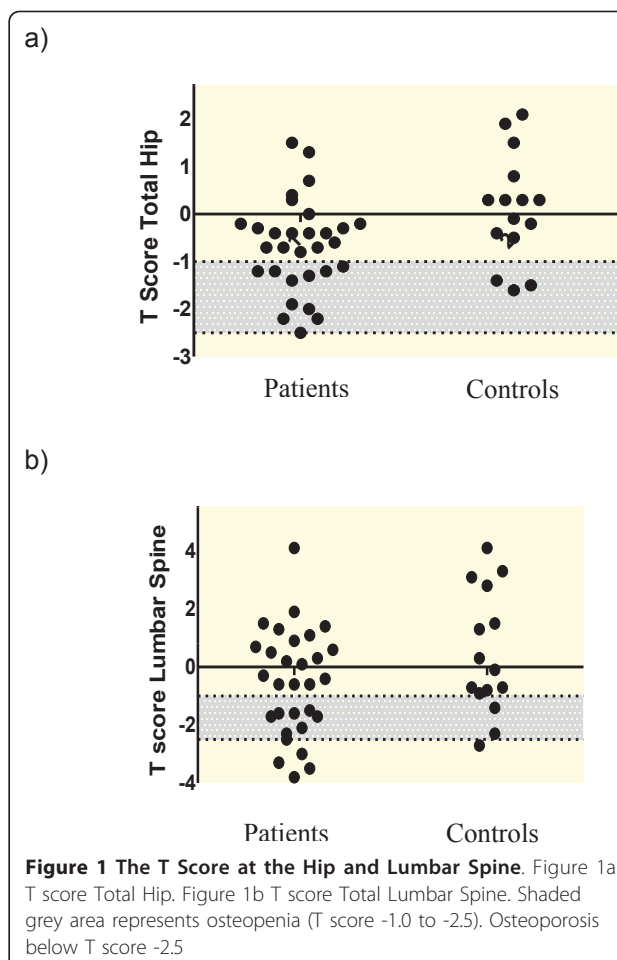 a)
T Score Total Hip
2
1
0
-1
-2
-3
Patients Controls
b)
T score Lumbar Spine
4
2
0
-2
-4
Patients Controls
Figure 1 The T Score at the Hip and Lumbar Spine. Figure 1a
T score Total Hip. Figure 1b T score Total Lumbar Spine. Shaded
grey area represents osteopenia (T score -1.0 to -2.5). Osteoporosis
below T score -2.5